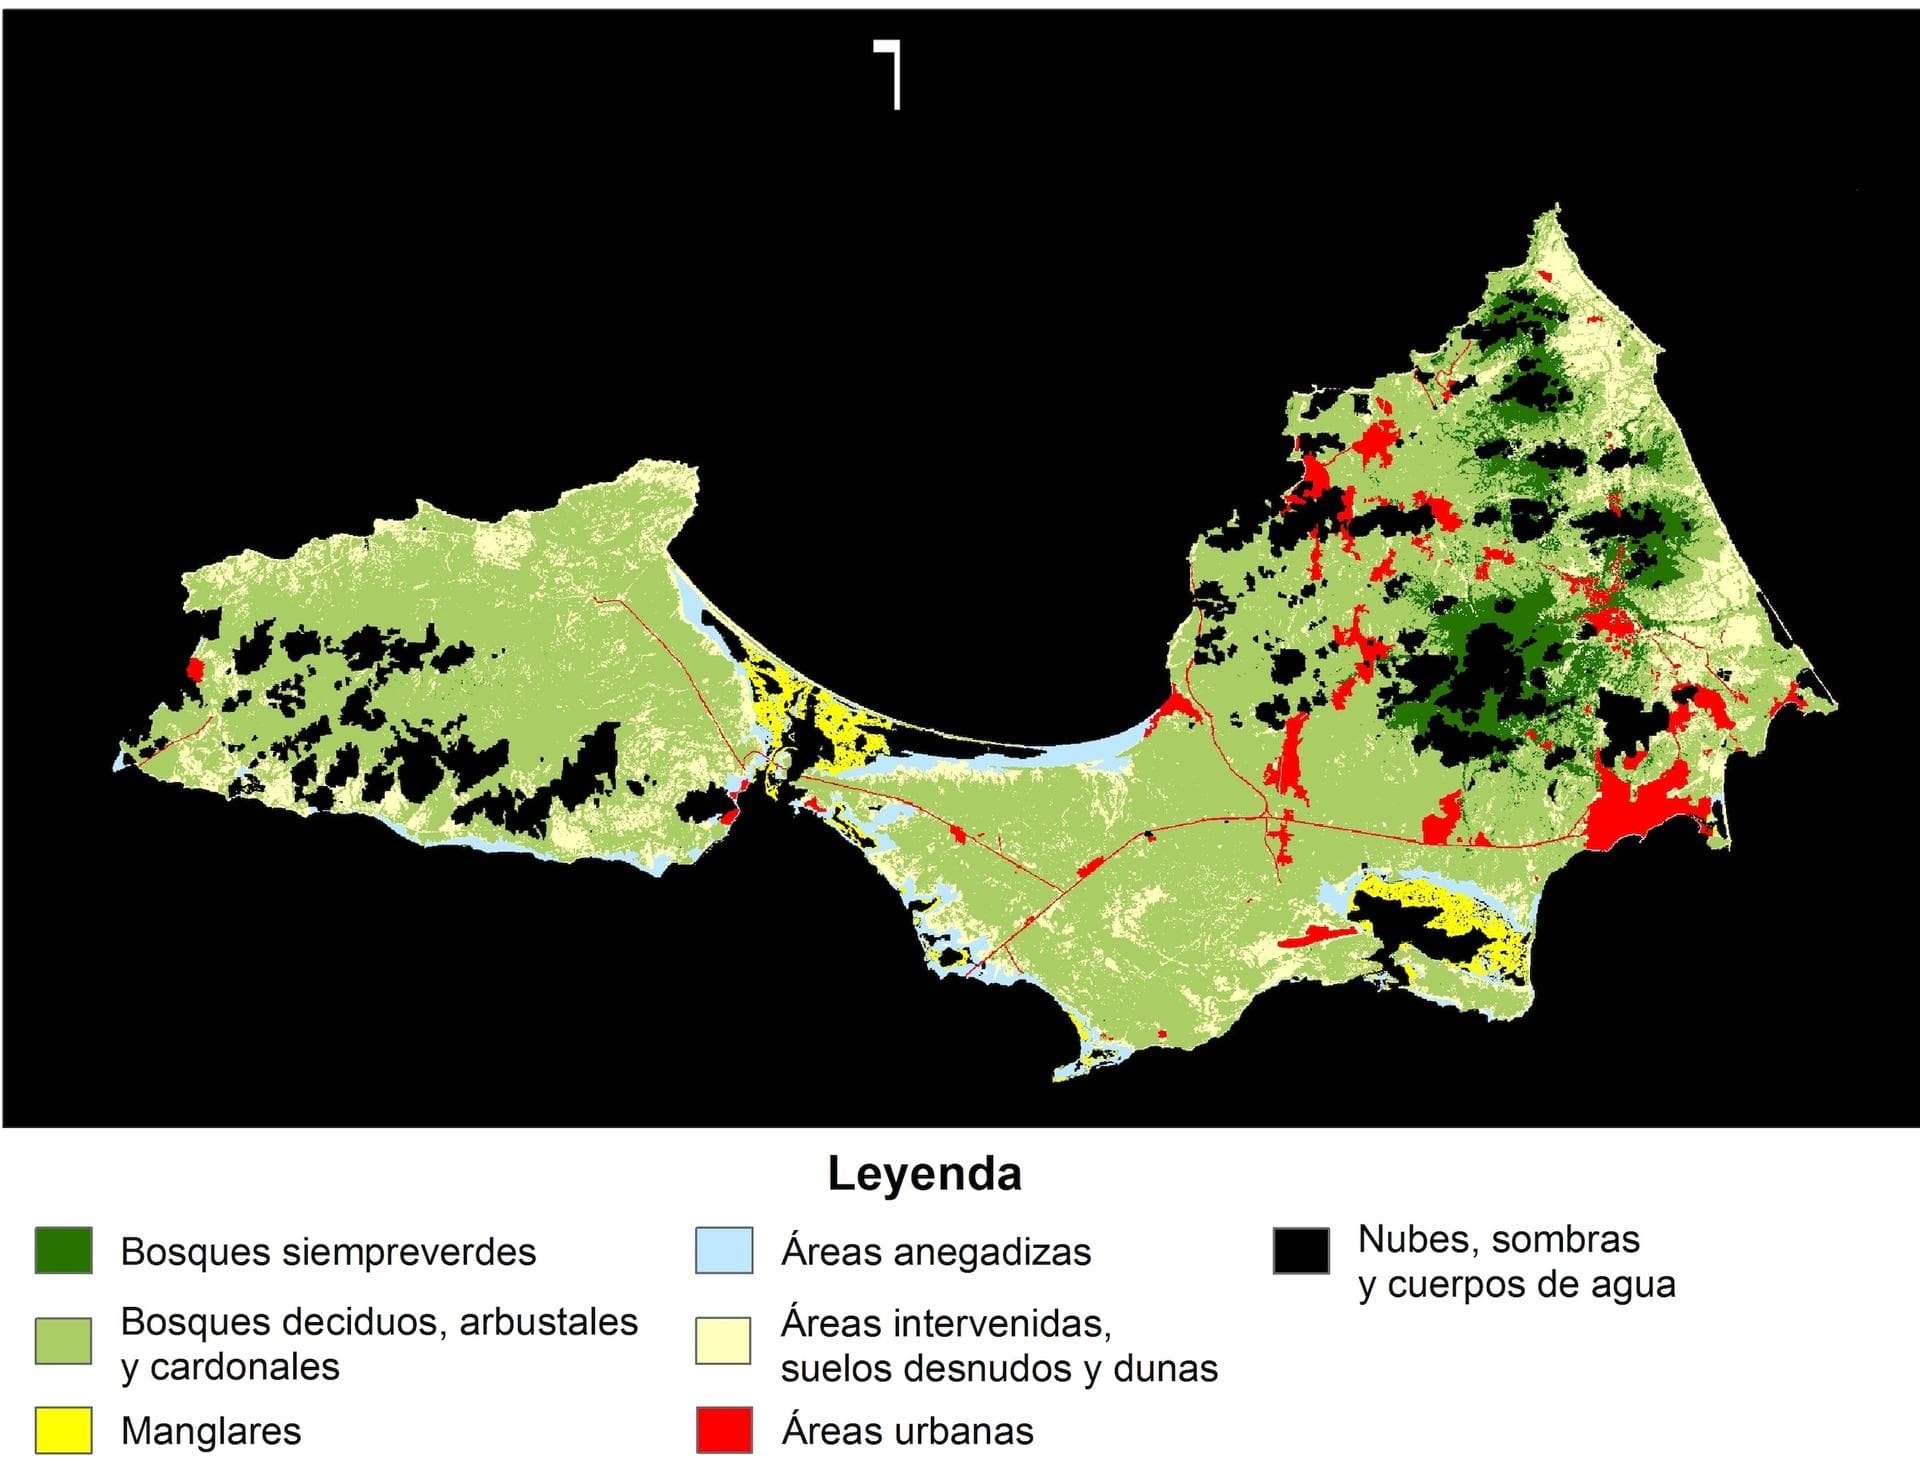 Leyenda
Bosques siempreverdes
Bosques deciduos, arbustales
y cardonales
Manglares
Áreas anegadizas
Áreas intervenidas,
suelos desnudos y dunas
Áreas urbanas
Nubes, sombras
y cuerpos de agua